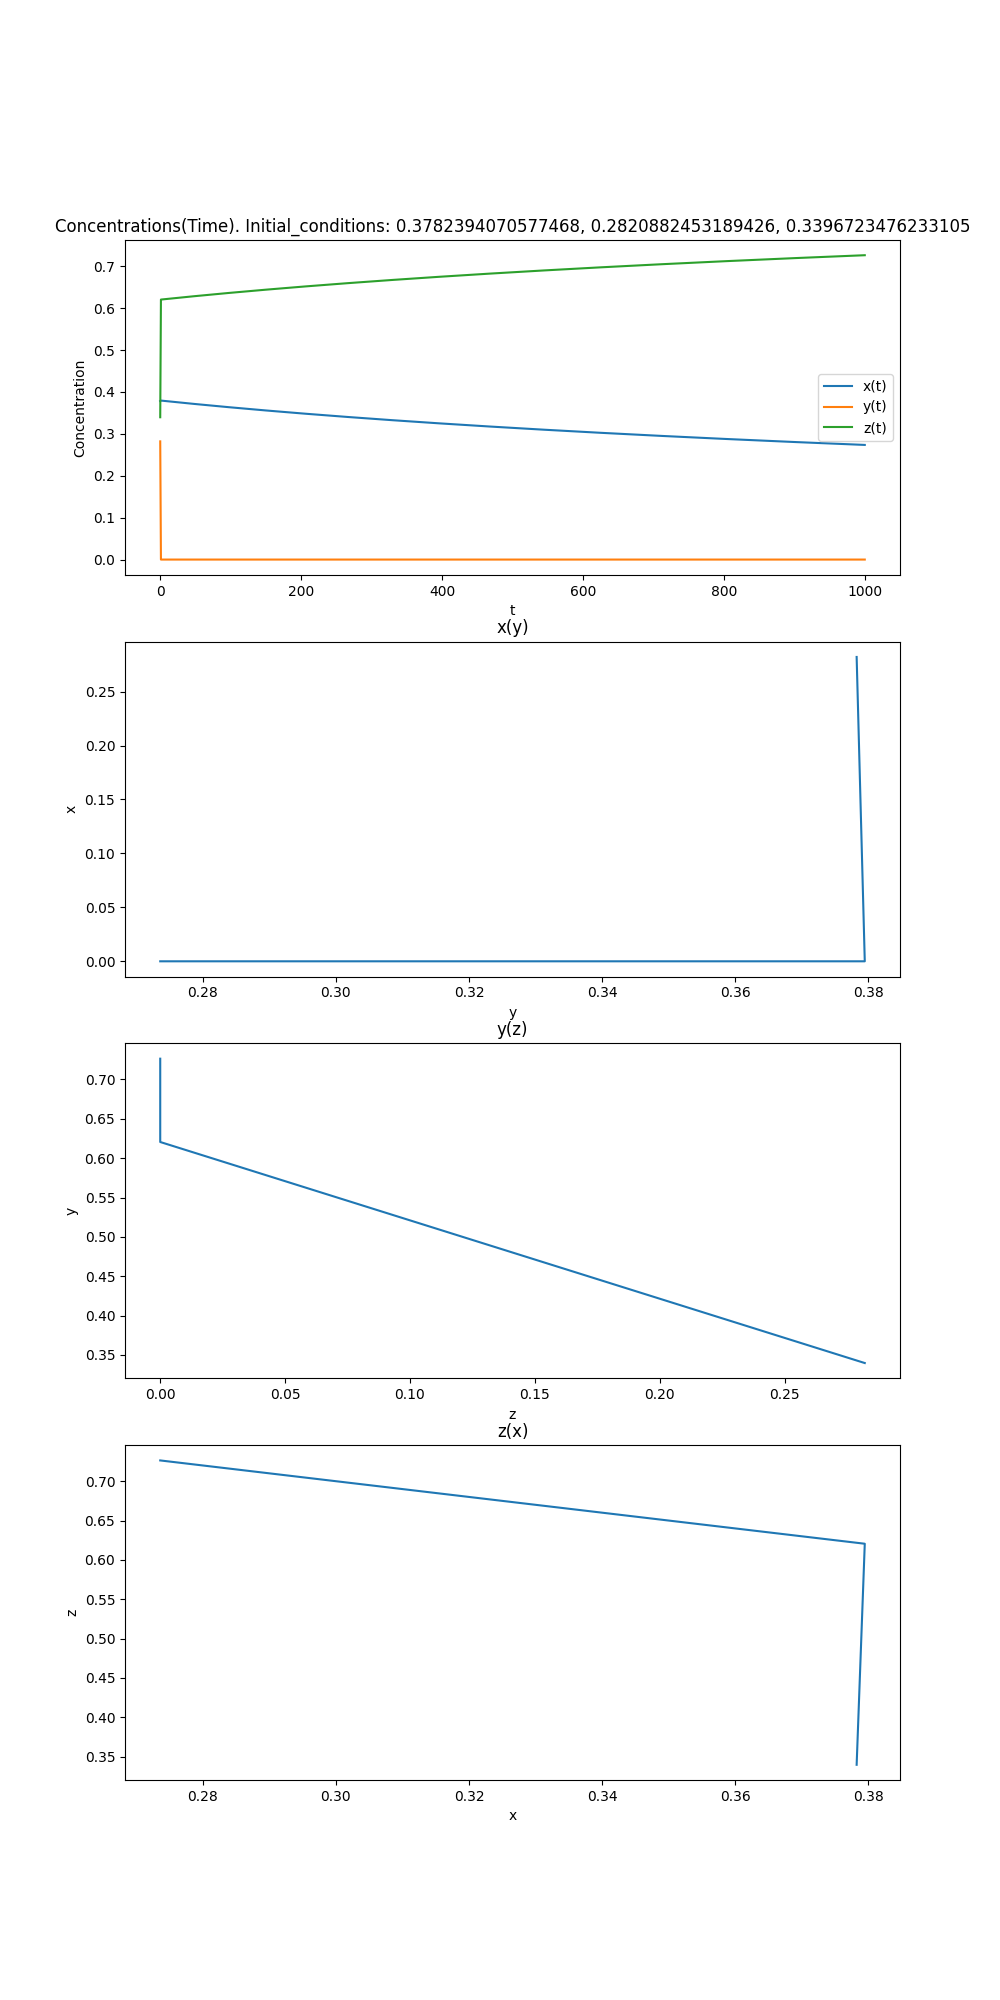 Concentrations(Time). Initial_conditions: 0.3782394070577468, 0.2820882453189426, 0.3396723476233105
0.7
0.6
0.5
0.4
0.3
0.2
0.1
0.0
Concentration
x(t)
y(t)
z(t)
0 200 400 600 800 1000
t
x(y)
0.25
0.20
0.15
0.10
0.05
0.00
x
0.28 0.30 0.32 0.34 0.36 0.38
y
y(z)
0.70
0.65
0.60
0.55
0.50
0.45
0.40
0.35
y
0.00 0.05 0.10 0.15 0.20 0.25
z
z(x)
0.70
0.65
0.60
0.55
0.50
0.45
0.40
0.35
z
0.28 0.30 0.32 0.34 0.36 0.38
x